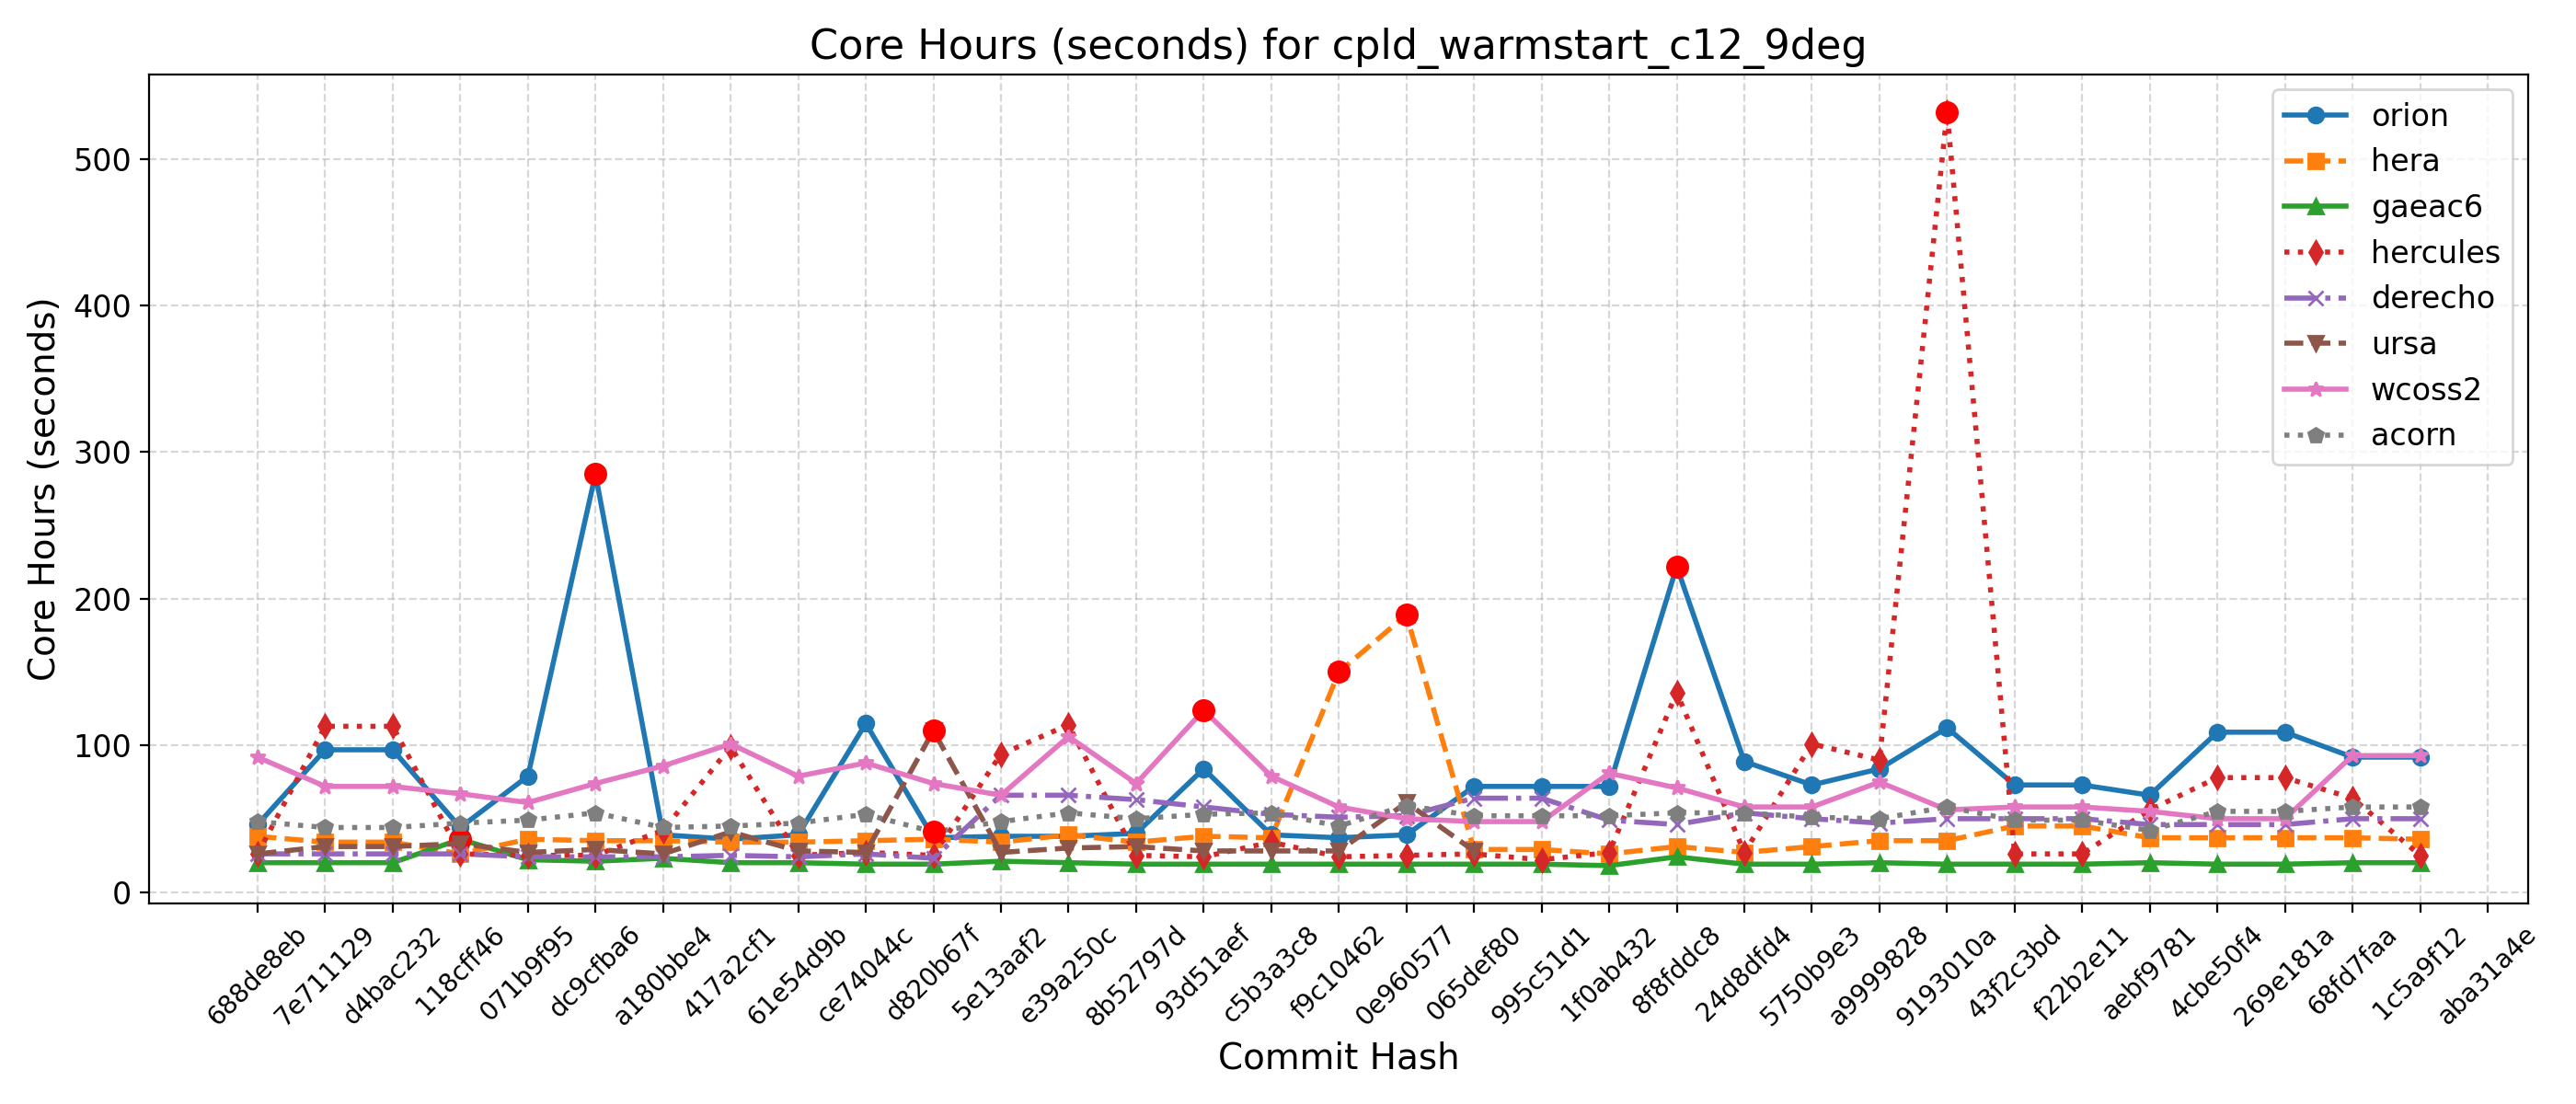 Core Hours (seconds) for cpld_warmstart_c12_9deg
Core Hours (seconds)
500
400
300
200
100
0
orion
hera
gaeac6
hercules
derecho
ursa
wcoss2
acorn
688de8eb
7e711129
d4bac232
118cff46
071b9f95
dc9cfba6
a180bbe4
417a2cf1
61e54d9b
ce74044c
d820b67f
5e13aaf2
e39a250c
8b52797d
93d51aef
c5b3a3c8
f9c10462
0e960577
065def80
995c51d1
1f0ab432
8f8fddc8
24d8dfd4
5750b9e3
a9999828
9193010a
43f2c3bd
f22b2e11
aebf9781
4cbe50f4
269e181a
68fd7faa
1c5a9f12
aba31a4e
Commit Hash